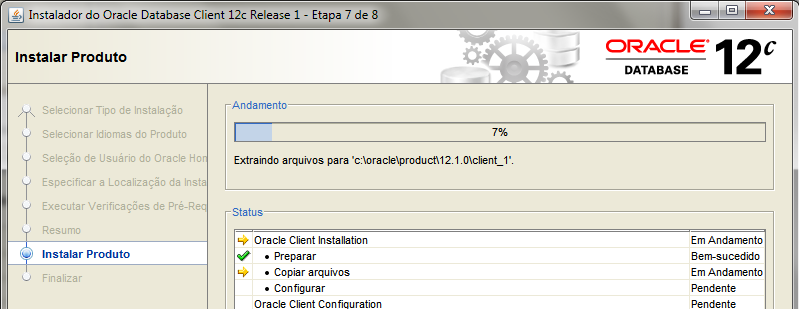 Instalador do Oracle Database Client 12c Release 1 - Etapa 7 de 8
Instalar Produto
ORACLE
DATABASE
12c
Selecionar Tipo de Instalação
Selecionar Idiomas do Produto
Seleção de Usuário do Oracle Hom
Especificar a Localização da Insta
Executar Verificações de Pré-Req
Resumo
Instalar Produto
Finalizar
Andamento
7%
Extraindo arquivos para 'c:\oracle\product\12.1.0\client_1'.
Status
Oracle Client Installation Em Andamento
• Preparar Bem-sucedido
• Copiar arquivos Em Andamento
• Configurar Pendente
Oracle Client Configuration Pendente